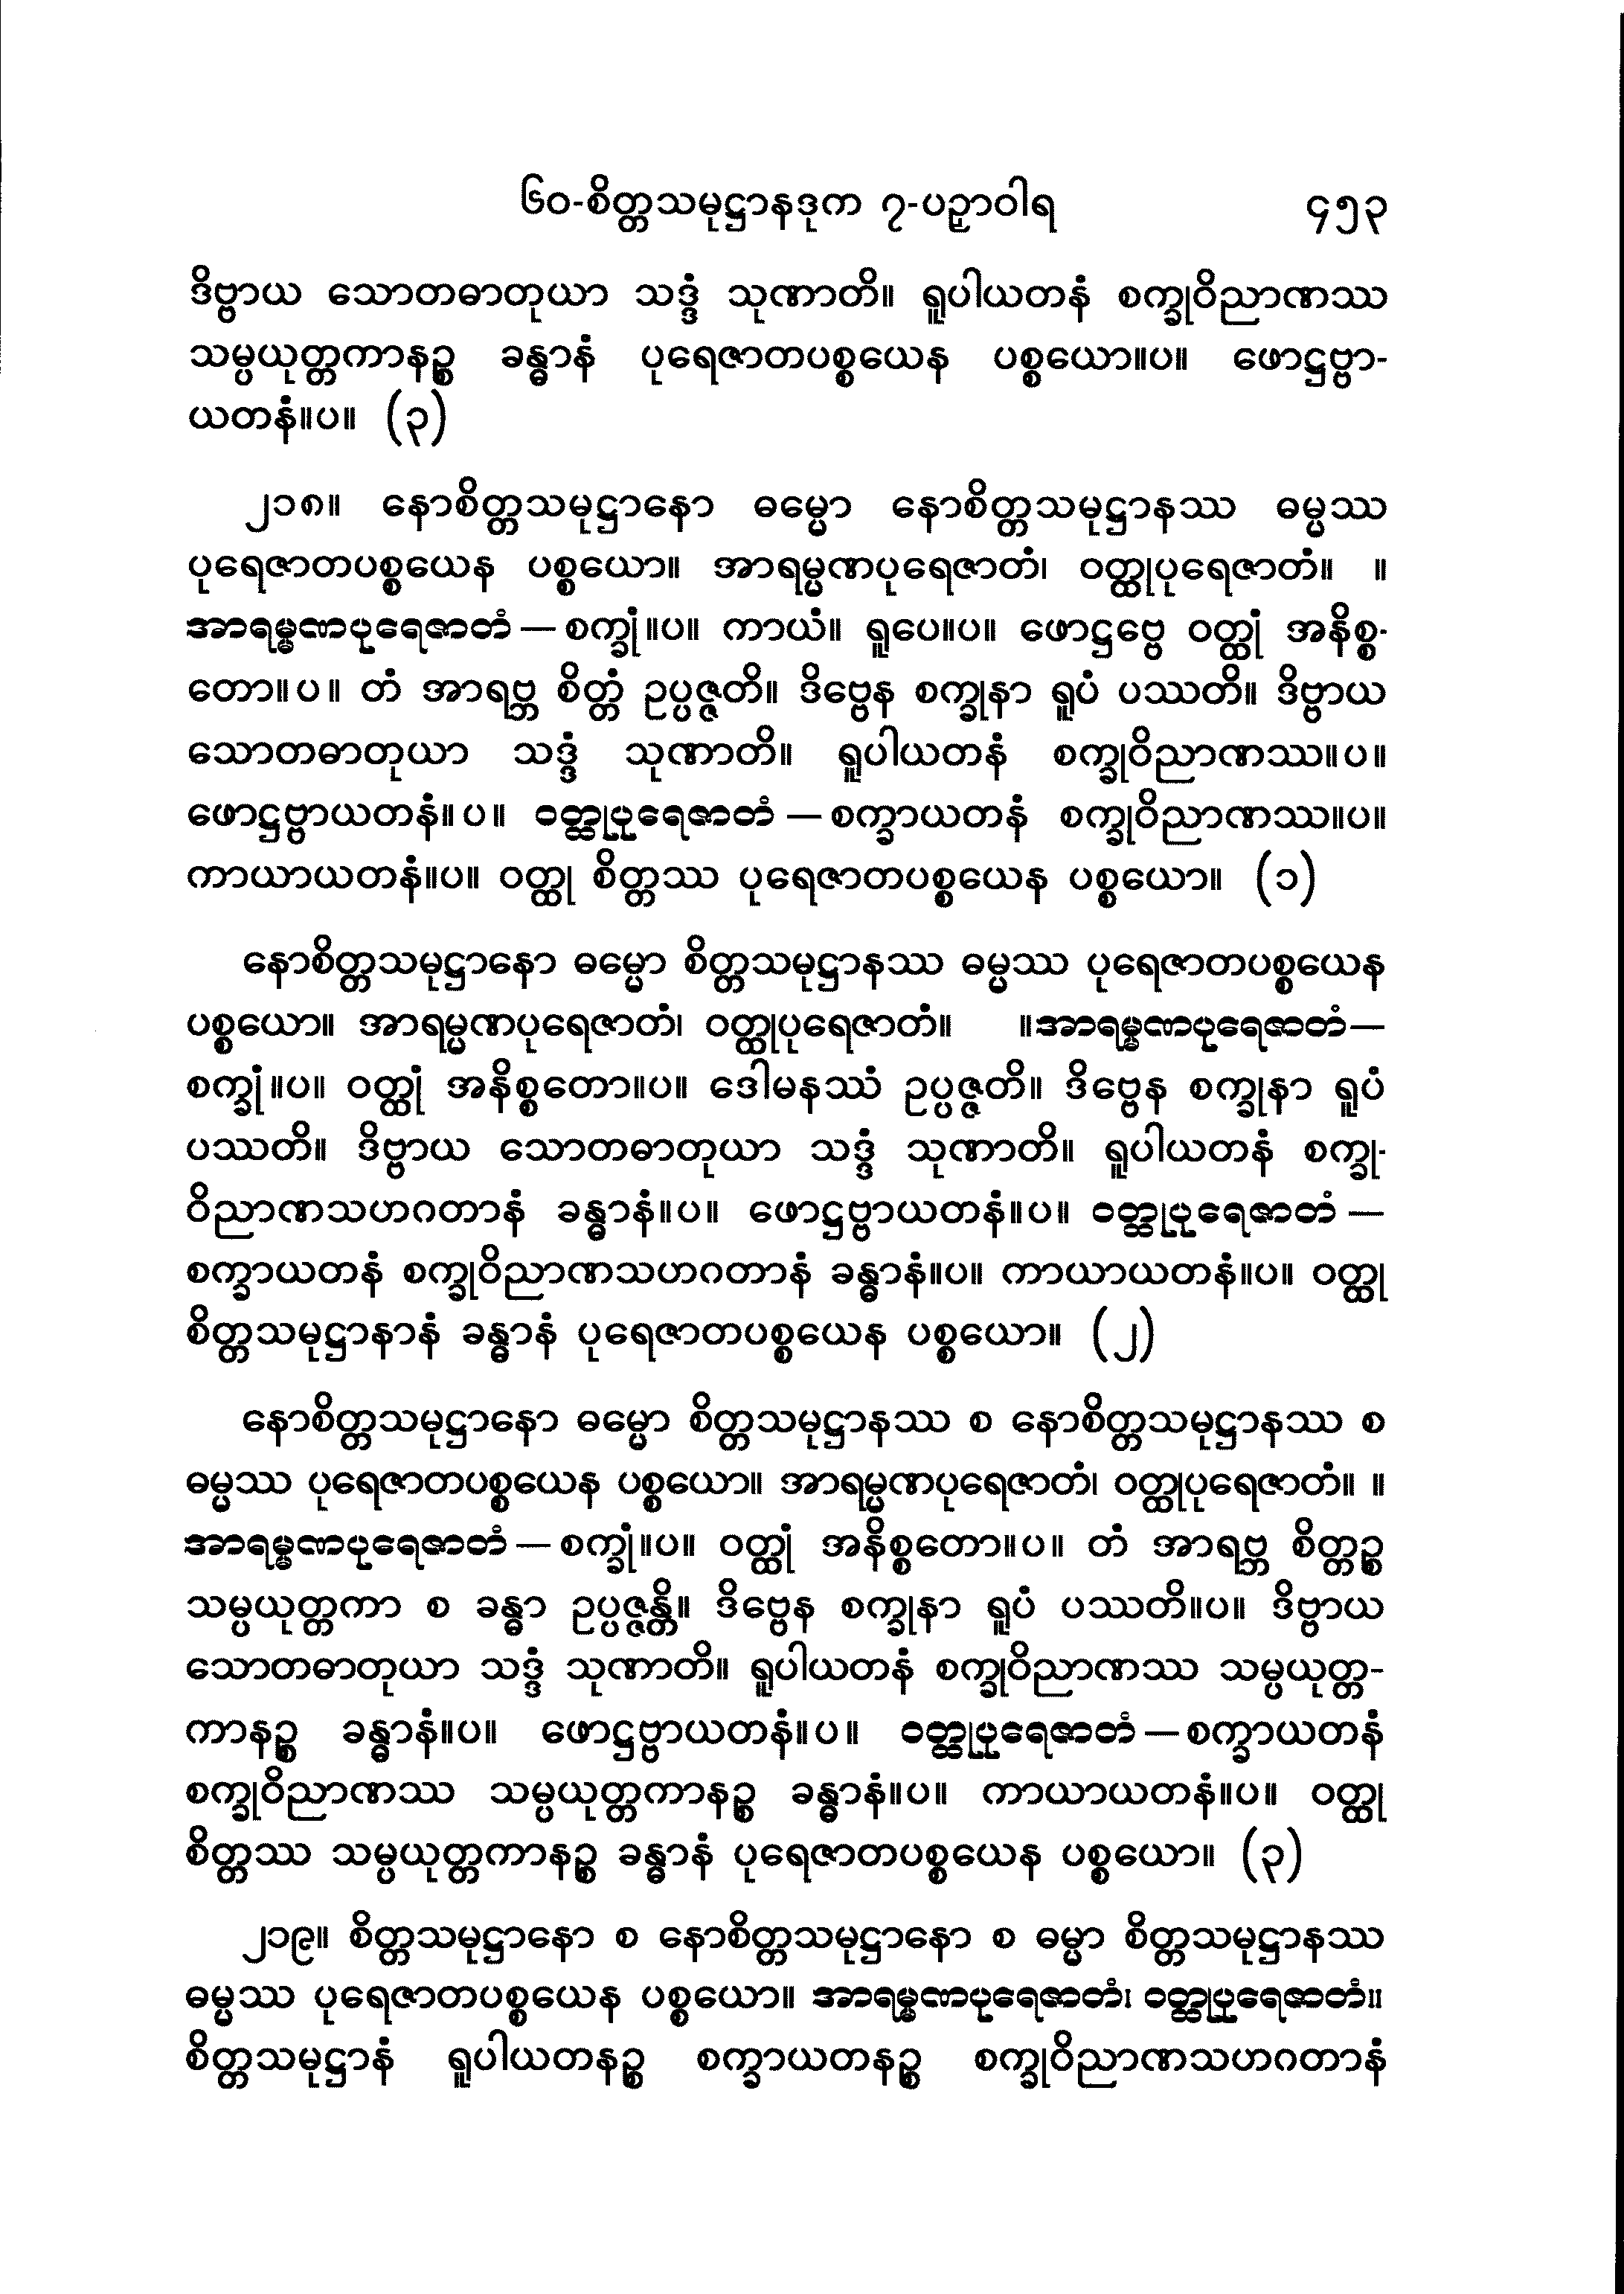 ၆၀-စိတ္တသမုဋ္ဌာနဒုက ၇-ပဉှာဝါရ ၄၅၃
ဒိဗ္ဗာယ သောတဓာတုယာ သဒ္ဒံ သုဏာတိ။ ရူပါယတနံ စက္ခုဝိညာဏဿ
သမ္ပယုတ္တကာနဉ္စ ခန္ဓာနံ ပုရေဇာတပစ္စယေန ပစ္စယော။ပ။ ဖောဋ္ဌဗ္ဗာ-
ယတနံ။ပ။ (၃)
၂၁၈။ နောစိတ္တသမုဋ္ဌာနော ဓမ္မော နောစိတ္တသမုဋ္ဌာနဿ ဓမ္မဿ
ပုရေဇာတပစ္စယေန ပစ္စယော။ အာရမ္မဏပုရေဇာတံ၊ ဝတ္ထုပုရေဇာတံ။ ။
အာရမ္မဏပုရေဇာတံ — စက္ခုံ။ပ။ ကာယံ။ ရူပေ။ပ။ ဖောဋ္ဌဗ္ဗေ ဝတ္ထုံ အနိစ္စ-
တော။ပ။ တံ အာရဗ္ဘ စိတ္တံ ဥပ္ပဇ္ဇတိ။ ဒိဗ္ဗေန စက္ခုနာ ရူပံ ပဿတိ။ ဒိဗ္ဗာယ
သောတဓာတုယာ သဒ္ဒံ သုဏာတိ။ ရူပါယတနံ စက္ခုဝိညာဏဿ။ပ။
ဖောဋ္ဌဗ္ဗာယတနံ။ပ။ ဝတ္ထုပုရေဇာတံ — စက္ခာယတနံ စက္ခုဝိညာဏဿ။ပ။
ကာယာယတနံ။ပ။ ဝတ္ထု စိတ္တဿ ပုရေဇာတပစ္စယေန ပစ္စယော။ (၁)
နောစိတ္တသမုဋ္ဌာနော ဓမ္မော စိတ္တသမုဋ္ဌာနဿ ဓမ္မဿ ပုရေဇာတပစ္စယေန
ပစ္စယော။ အာရမ္မဏပုရေဇာတံ၊ ဝတ္ထုပုရေဇာတံ။ ။အာရမ္မဏပုရေဇာတံ—
စက္ခုံ။ပ။ ဝတ္ထုံ အနိစ္စတော။ပ။ ဒေါမနဿံ ဥပ္ပဇ္ဇတိ။ ဒိဗ္ဗေန စက္ခုနာ ရူပံ
ပဿတိ။ ဒိဗ္ဗာယ သောတဓာတုယာ သဒ္ဒံ သုဏာတိ။ ရူပါယတနံ စက္ခု-
ဝိညာဏသဟဂတာနံ ခန္ဓာနံ။ပ။ ဖောဋ္ဌဗ္ဗာယတနံ။ပ။ ဝတ္ထုပုရေဇာတံ —
စက္ခာယတနံ စက္ခုဝိညာဏသဟဂတာနံ ခန္ဓာနံ။ပ။ ကာယာယတနံ။ပ။ ဝတ္ထု
စိတ္တသမုဋ္ဌာနာနံ ခန္ဓာနံ ပုရေဇာတပစ္စယေန ပစ္စယော။ (၂)
နောစိတ္တသမုဋ္ဌာနော ဓမ္မော စိတ္တသမုဋ္ဌာနဿ စ နောစိတ္တသမုဋ္ဌာနဿ စ
ဓမ္မဿ ပုရေဇာတပစ္စယေန ပစ္စယော။ အာရမ္မဏပုရေဇာတံ၊ ဝတ္ထုပုရေဇာတံ။ ။
အာရမ္မဏပုရေဇာတံ — စက္ခုံ။ပ။ ဝတ္ထုံ အနိစ္စတော။ပ။ တံ အာရဗ္ဘ စိတ္တဉ္စ
သမ္ပယုတ္တကာ စ ခန္ဓာ ဥပ္ပဇ္ဇန္တိ။ ဒိဗ္ဗေန စက္ခုနာ ရူပံ ပဿတိ။ပ။ ဒိဗ္ဗာယ
သောတဓာတုယာ သဒ္ဒံ သုဏာတိ။ ရူပါယတနံ စက္ခုဝိညာဏဿ သမ္ပယုတ္တ-
ကာနဉ္စ ခန္ဓာနံ။ပ။ ဖောဋ္ဌဗ္ဗာယတနံ။ပ။ ဝတ္ထုပုရေဇာတံ — စက္ခာယတနံ
စက္ခုဝိညာဏဿ သမ္ပယုတ္တကာနဉ္စ ခန္ဓာနံ။ပ။ ကာယာယတနံ။ပ။ ဝတ္ထု
စိတ္တဿ သမ္ပယုတ္တကာနဉ္စ ခန္ဓာနံ ပုရေဇာတပစ္စယေန ပစ္စယော။ (၃)
၂၁၉။ စိတ္တသမုဋ္ဌာနော စ နောစိတ္တသမုဋ္ဌာနော စ ဓမ္မာ စိတ္တသမုဋ္ဌာနဿ
ဓမ္မဿ ပုရေဇာတပစ္စယေန ပစ္စယော။ အာရမ္မဏပုရေဇာတံ၊ ဝတ္ထုပုရေဇာတံ။
စိတ္တသမုဋ္ဌာနံ ရူပါယတနဉ္စ စက္ခာယတနဉ္စ စက္ခုဝိညာဏသဟဂတာနံ